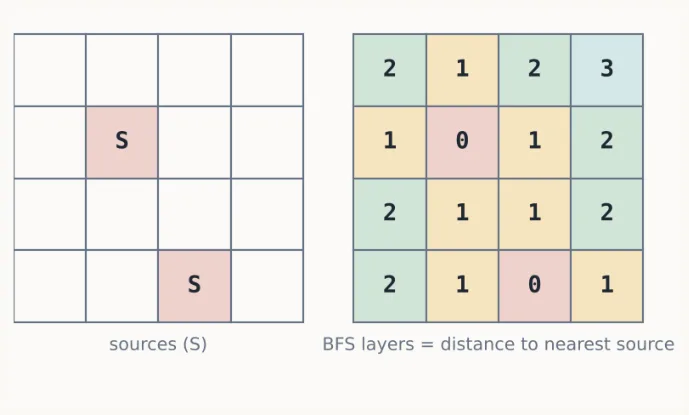 S
S
sources (S)
2 1 2 3
1 0 1 2
2 1 1 2
2 1 0 1
BFS layers = distance to nearest source